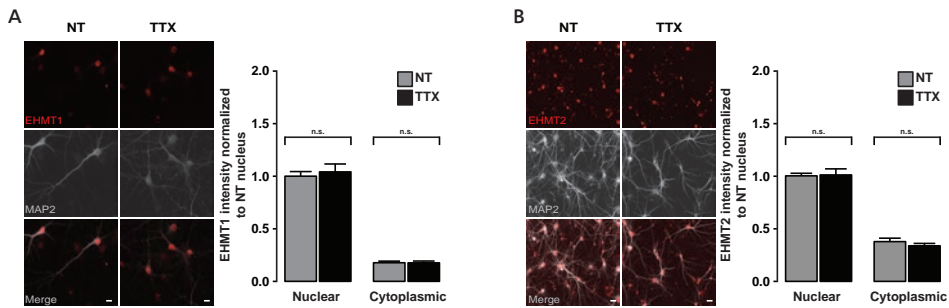 A
NT TTX
EHMT1
MAP2
Merge
EHMT1 intensity normalized
to NT nucleus
2.0
1.5
1.0
0.5
0.0
NT
TTX
n.s. n.s.
Nuclear Cytoplasmic
B
NT TTX
EHMT2
MAP2
Merge
EHMT2 intensity normalized
to NT nucleus
2.0
1.5
1.0
0.5
0.0
NT
TTX
n.s. n.s.
Nuclear Cytoplasmic